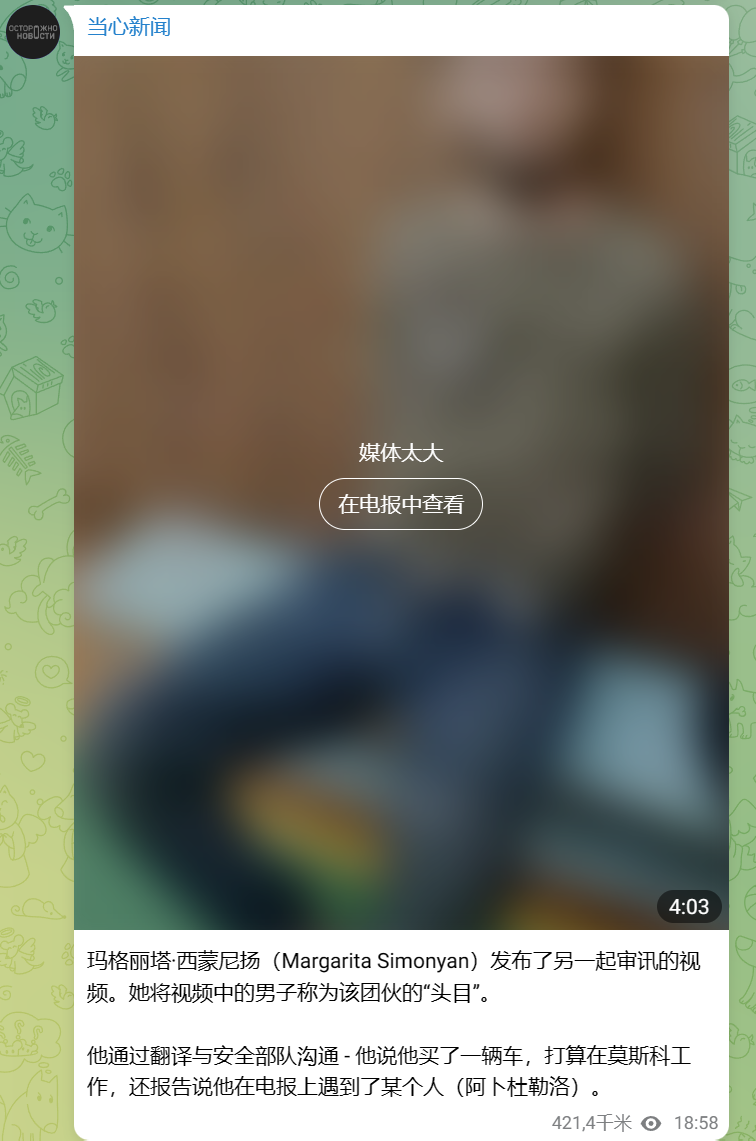 ОСТОРОЖНО
НОВОСТИ
当心新闻
媒体太大
在电报中查看
4:03
玛格丽塔·西蒙尼扬（Margarita Simonyan）发布了另一起审讯的视
频。她将视频中的男子称为该团伙的“头目”。
他通过翻译与安全部队沟通 - 他说他买了一辆车，打算在莫斯科工
作，还报告说他在电报上遇到了某个人（阿卜杜勒洛）。
421,4千米
18:58